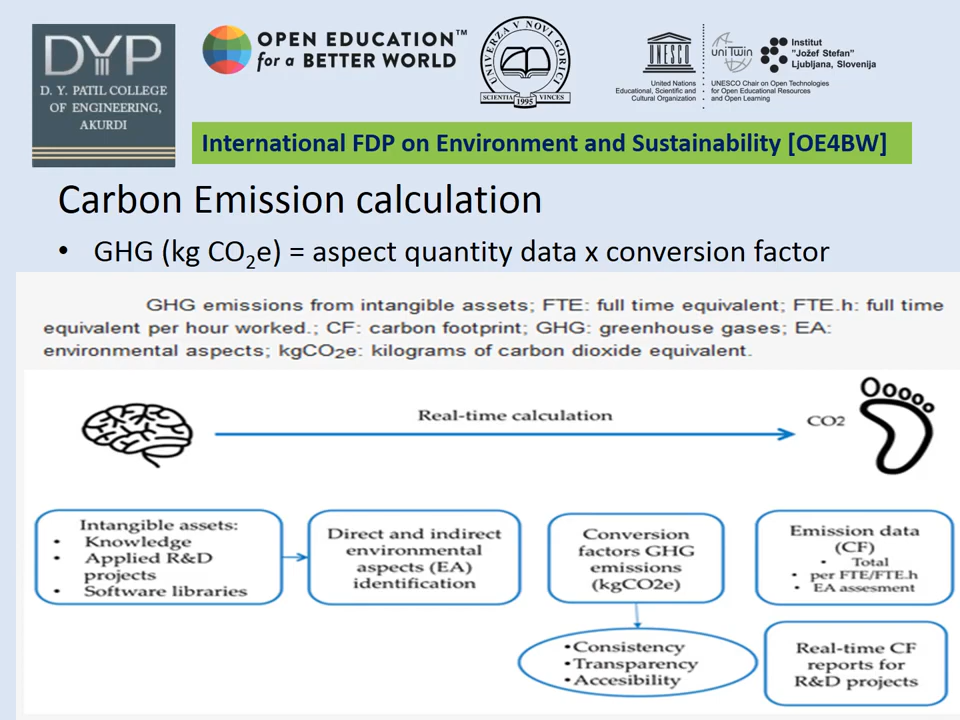 DYP
D. Y. PATIL COLLEGE
OF ENGINEERING,
AKURDI
OPEN EDUCATION™
for a BETTER WORLD
UNIVERZA V NOVI GORICI
SCIENTIA VINCES
1995
UNESCO
United Nations
Educational, Scientific and
Cultural Organization
uniTwin
Institut
"Jožef Stefan"
Ljubljana, Slovenija
UNESCO Chair on Open Technologies
for Open Educational Resources
and Open Learning
International FDP on Environment and Sustainability [OE4BW]
Carbon Emission calculation
• GHG (kg CO₂e) = aspect quantity data x conversion factor
GHG emissions from intangible assets; FTE: full time equivalent; FTE.h: full time
equivalent per hour worked.; CF: carbon footprint; GHG: greenhouse gases; EA:
environmental aspects; kgCO₂e: kilograms of carbon dioxide equivalent.
Real-time calculation
CO2
Intangible assets:
• Knowledge
• Applied R&D
projects
• Software libraries
Direct and indirect
environmental
aspects (EA)
identification
Conversion
factors GHG
emissions
(kgCO2e)
Emission data
(CF)
• Total
• per FTE/FTE.h
• EA assesment
•Consistency
•Transparency
•Accesibility
Real-time CF
reports for
R&D projects